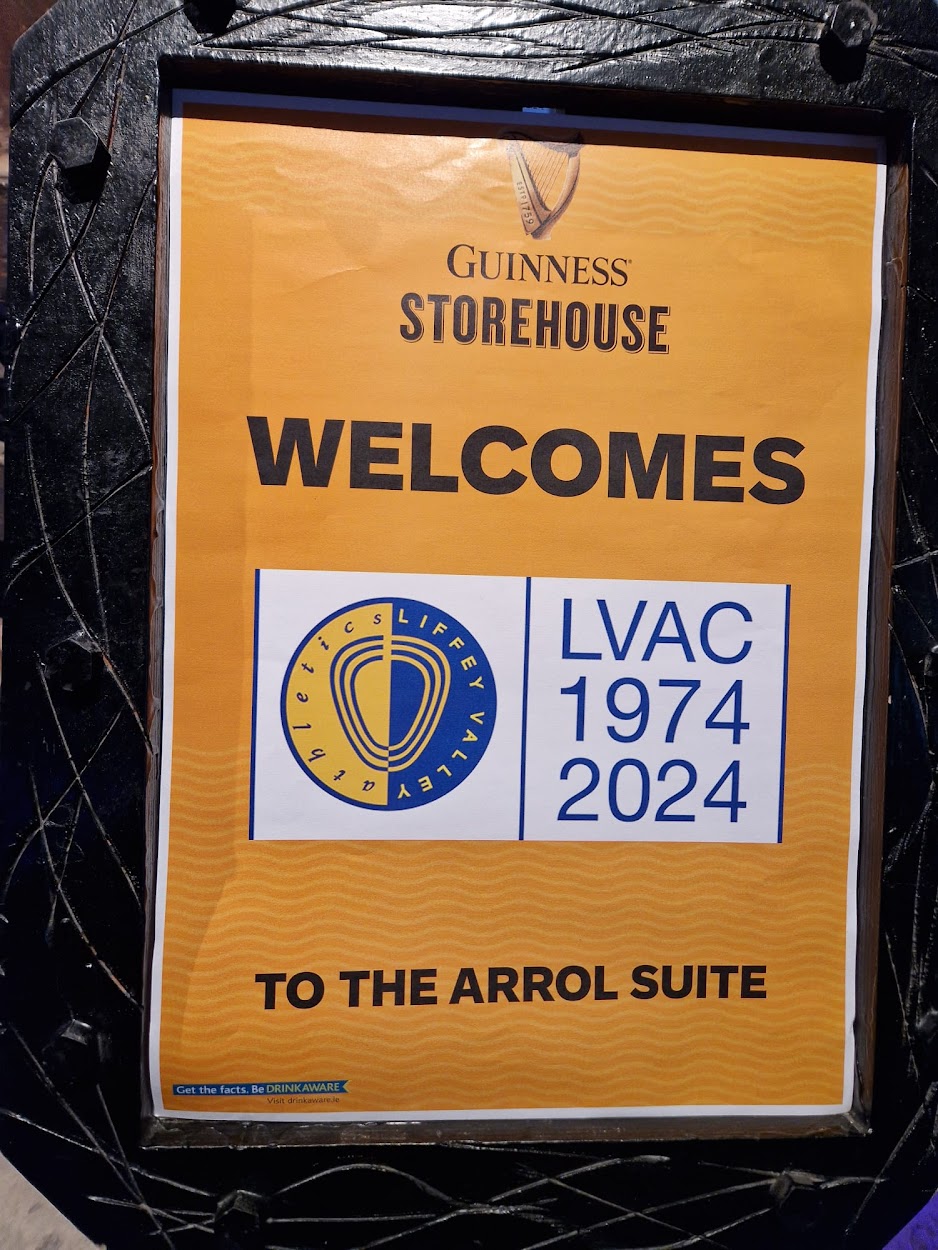 ESTD 1759
GUINNESS®
STOREHOUSE
WELCOMES
LIFFEY VALLEY
athletics
LVAC
1974
2024
TO THE ARROL SUITE
Get the facts. Be DRINKAWARE
Visit drinkaware.ie